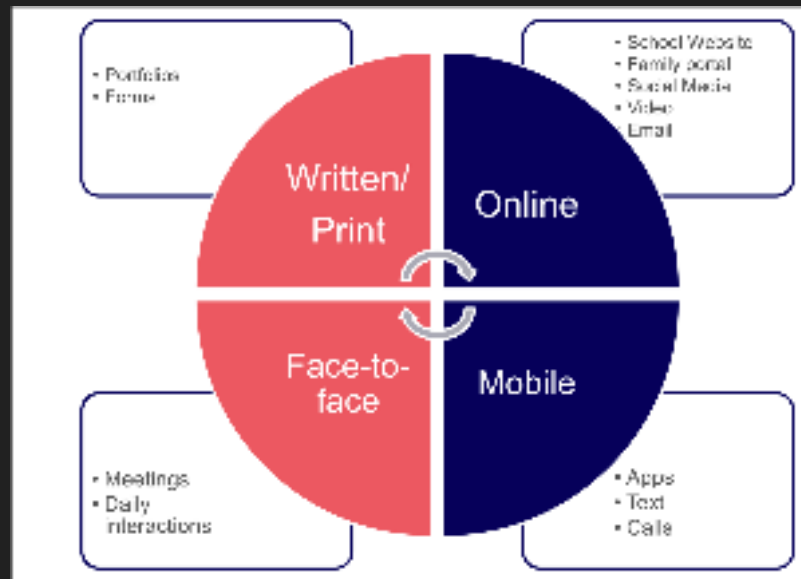 • Portfolios
• Forms
Written/
Print
• School Website
• Family portal
• Social Media
• Video
• Email
Online
Face-to-
face
• Meetings
• Daily
interactions
Mobile
• Apps
• Text
• Calls